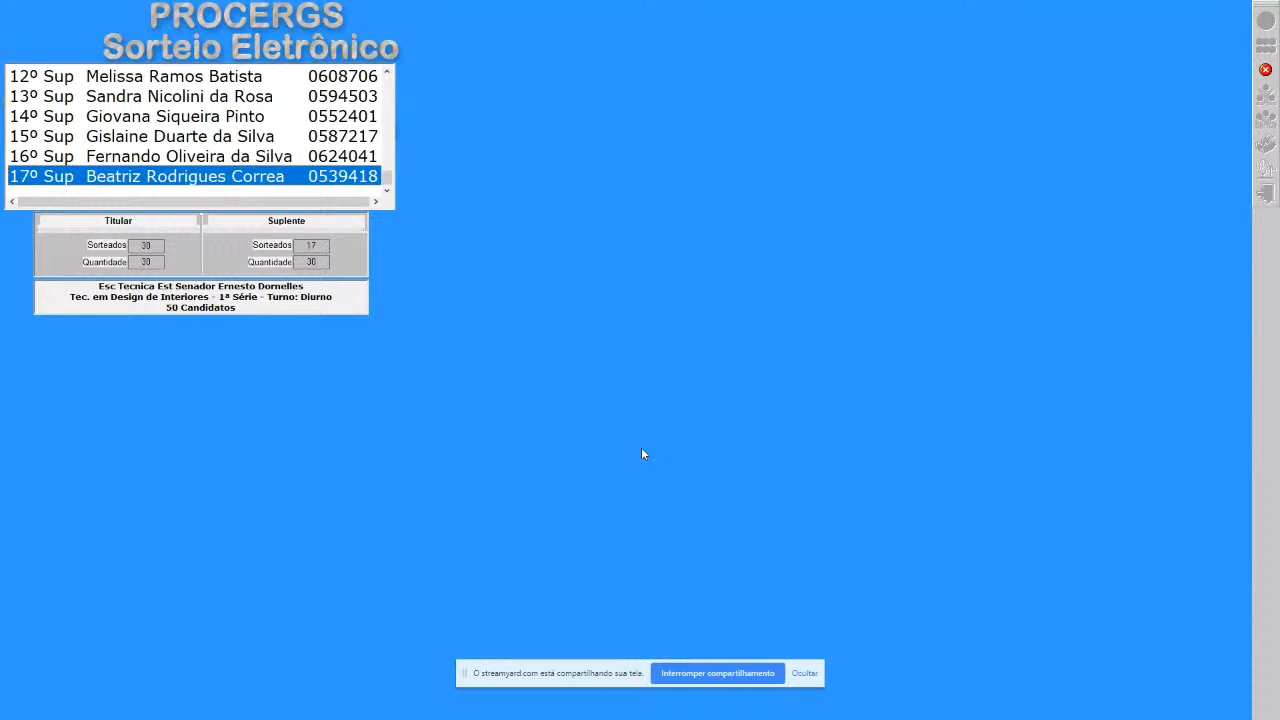 PROCERGS
Sorteio Eletrônico
12º Sup Melissa Ramos Batista 0608706
13º Sup Sandra Nicolini da Rosa 0594503
14º Sup Giovana Siqueira Pinto 0552401
15º Sup Gislaine Duarte da Silva 0587217
16º Sup Fernando Oliveira da Silva 0624041
17º Sup Beatriz Rodrigues Correa 0539418
Titular Suplente
Sorteados 30 Sorteados 17
Quantidade 30 Quantidade 30
Esc Tecnica Est Senador Ernesto Dornelles
Tec. em Design de Interiores - 1ª Série - Turno: Diurno
50 Candidatos
O streamyard.com está compartilhando sua tela. Interromper compartilhamento Ocultar